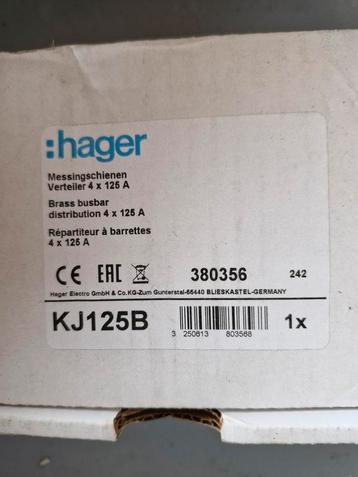 :hager
Messingschienen
Verteiler 4 x 125 A
Brass busbar
distribution 4 x 125 A
Répartiteur à barrettes
4 x 125 A
CE EAC 380356 242
Hager Electro GmbH & Co.KG-Zum Gunterstal-66440 BLIESKASTEL-GERMANY
KJ125B 1x
3 250613 803568